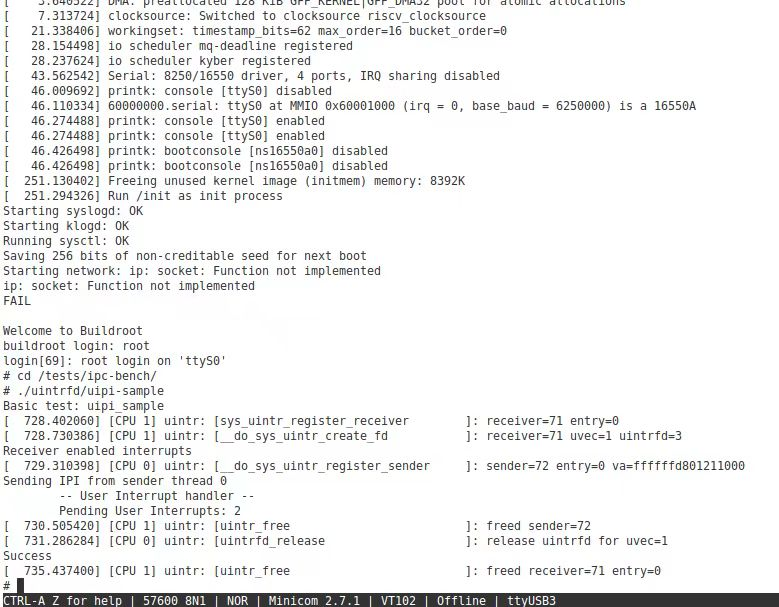 [    3.640522] DMA: preallocated 128 KiB GFP_KERNEL|GFP_DMA32 pool for atomic allocations
[    7.313724] clocksource: Switched to clocksource riscv_clocksource
[   21.338406] workingset: timestamp_bits=62 max_order=16 bucket_order=0
[   28.154498] io scheduler mq-deadline registered
[   28.237624] io scheduler kyber registered
[   43.562542] Serial: 8250/16550 driver, 4 ports, IRQ sharing disabled
[   46.009692] printk: console [ttyS0] disabled
[   46.110334] 60000000.serial: ttyS0 at MMIO 0x60001000 (irq = 0, base_baud = 6250000) is a 16550A
[   46.274488] printk: console [ttyS0] enabled
[   46.274488] printk: console [ttyS0] enabled
[   46.426498] printk: bootconsole [ns16550a0] disabled
[   46.426498] printk: bootconsole [ns16550a0] disabled
[  251.130402] Freeing unused kernel image (initmem) memory: 8392K
[  251.294326] Run /init as init process
Starting syslogd: OK
Starting klogd: OK
Running sysctl: OK
Saving 256 bits of non-creditable seed for next boot
Starting network: ip: socket: Function not implemented
ip: socket: Function not implemented
FAIL

Welcome to Buildroot
buildroot login: root
login[69]: root login on 'ttyS0'
# cd /tests/ipc-bench/
# ./uintrfd/uipi-sample
Basic test: uipi_sample
[  728.402060] [CPU 1] uintr: [sys_uintr_register_receiver        ]: receiver=71 entry=0
[  728.730386] [CPU 1] uintr: [__do_sys_uintr_create_fd           ]: receiver=71 uvec=1 uintrfd=3
Receiver enabled interrupts
[  729.310398] [CPU 0] uintr: [__do_sys_uintr_register_sender     ]: sender=72 entry=0 va=ffffffd801211000
Sending IPI from sender thread 0
        -- User Interrupt handler --
        Pending User Interrupts: 2
[  730.505420] [CPU 1] uintr: [uintr_free                         ]: freed sender=72
[  731.286284] [CPU 0] uintr: [uintrfd_release                    ]: release uintrfd for uvec=1
Success
[  735.437400] [CPU 1] uintr: [uintr_free                         ]: freed receiver=71 entry=0
#
CTRL-A Z for help | 57600 8N1 | NOR | Minicom 2.7.1 | VT102 | Offline | ttyUSB3